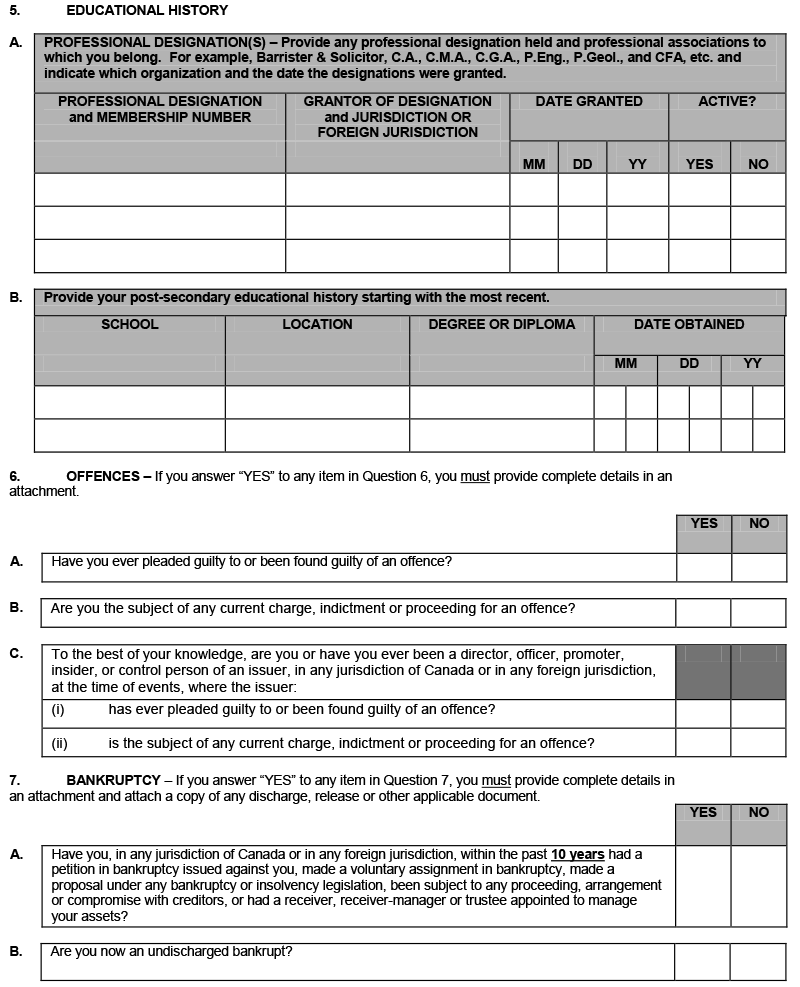 5. EDUCATIONAL HISTORY
A. PROFESSIONAL DESIGNATION(S) – Provide any professional designation held and professional associations to
which you belong. For example, Barrister & Solicitor, C.A., C.M.A., C.G.A., P.Eng., P.Geol., and CFA, etc. and
indicate which organization and the date the designations were granted.
PROFESSIONAL DESIGNATION GRANTOR OF DESIGNATION DATE GRANTED ACTIVE?
and MEMBERSHIP NUMBER and JURISDICTION OR
FOREIGN JURISDICTION
MM DD YY YES NO
B. Provide your post-secondary educational history starting with the most recent.
SCHOOL LOCATION DEGREE OR DIPLOMA DATE OBTAINED
MM DD YY
6. OFFENCES – If you answer “YES” to any item in Question 6, you must provide complete details in an
attachment.
YES NO
A. Have you ever pleaded guilty to or been found guilty of an offence?
B. Are you the subject of any current charge, indictment or proceeding for an offence?
C. To the best of your knowledge, are you or have you ever been a director, officer, promoter,
insider, or control person of an issuer, in any jurisdiction of Canada or in any foreign jurisdiction,
at the time of events, where the issuer:
(i) has ever pleaded guilty to or been found guilty of an offence?
(ii) is the subject of any current charge, indictment or proceeding for an offence?
7. BANKRUPTCY – If you answer “YES” to any item in Question 7, you must provide complete details in
an attachment and attach a copy of any discharge, release or other applicable document.
YES NO
A. Have you, in any jurisdiction of Canada or in any foreign jurisdiction, within the past 10 years had a
petition in bankruptcy issued against you, made a voluntary assignment in bankruptcy, made a
proposal under any bankruptcy or insolvency legislation, been subject to any proceeding, arrangement
or compromise with creditors, or had a receiver, receiver-manager or trustee appointed to manage
your assets?
B. Are you now an undischarged bankrupt?